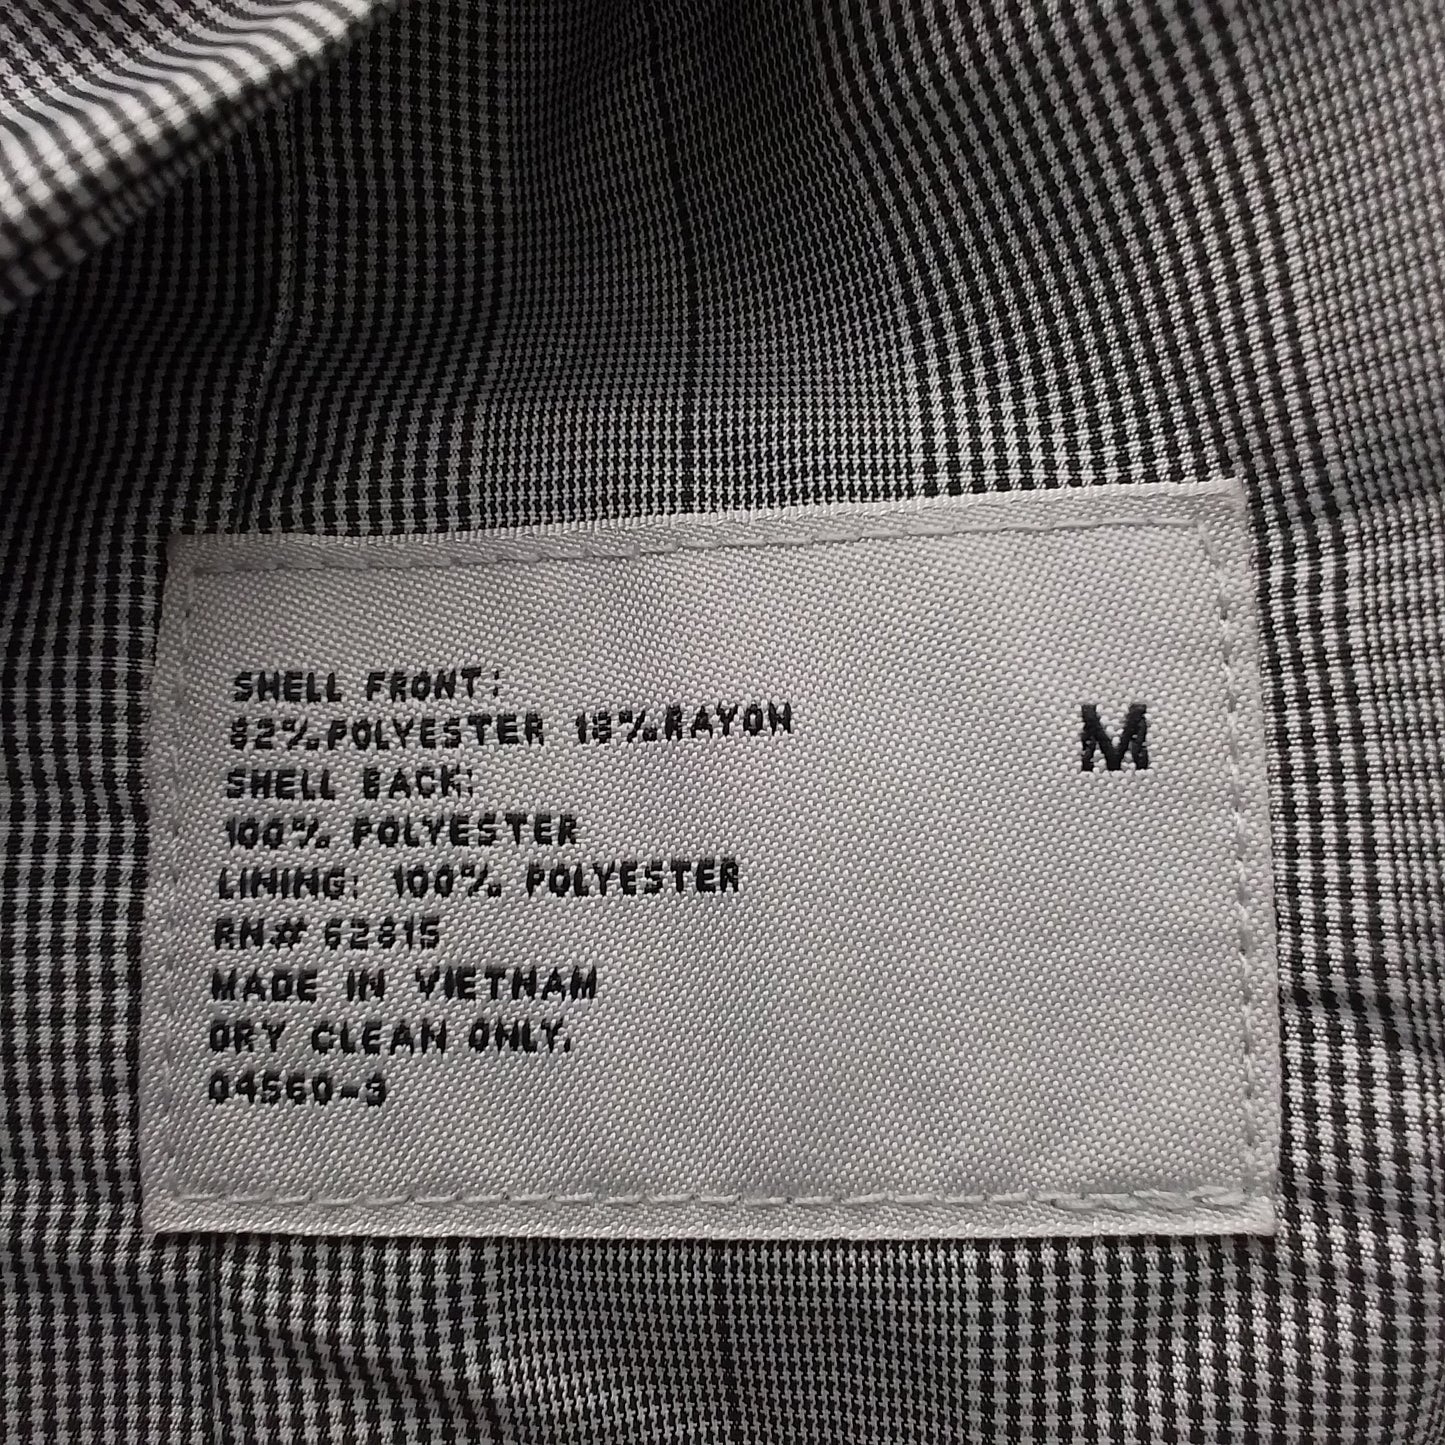 SHELL FRONT:
82%POLYESTER 18%RAYON
SHELL BACK:
100% POLYESTER
LINING: 100% POLYESTER
RN# 62815
MADE IN VIETNAM
DRY CLEAN ONLY.
04560-3
M